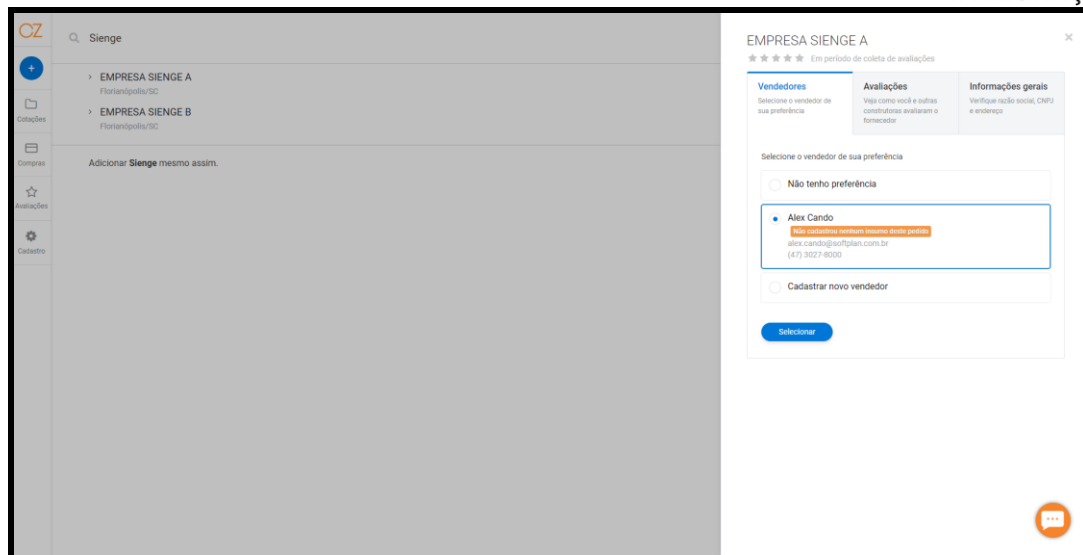 CZ
Sienge
+
EMPRESA SIENGE A
Florianópolis/SC
EMPRESA SIENGE B
Florianópolis/SC
Adicionar Sienge mesmo assim.
Cotações
Compras
Avaliações
Cadastro
EMPRESA SIENGE A
Em período de coleta de avaliações
Vendedores
Selecione o vendedor de
sua preferência
Avaliações
Veja como você e outras
construtoras avaliaram o
fornecedor
Informações gerais
Verifique razão social, CNPJ
e endereço
Selecione o vendedor de sua preferência
Não tenho preferência
Alex Cando
Não cadastrou nenhum insumo deste pedido
alex.cando@softplan.com.br
(47) 3027-8000
Cadastrar novo vendedor
Selecionar